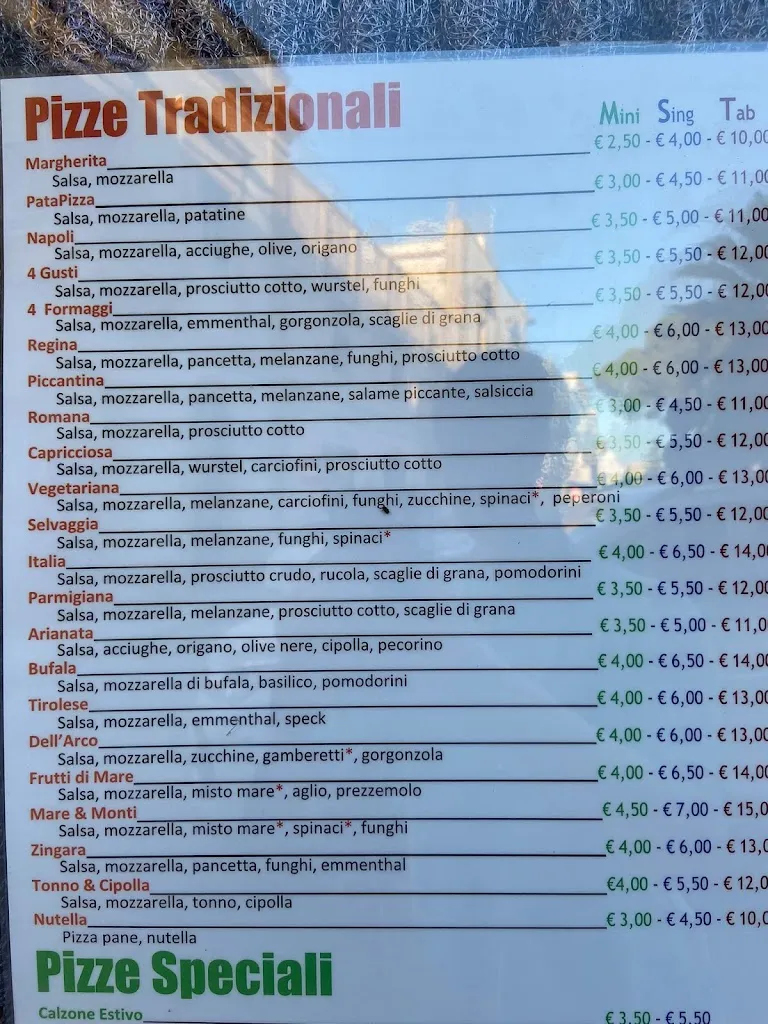 Pizze Tradizionali Mini Sing Tab
Margherita € 2,50 - € 4,00 - € 10,00
Salsa, mozzarella
PataPizza € 3,00 - € 4,50 - € 11,00
Salsa, mozzarella, patatine
Napoli € 3,50 - € 5,00 - € 11,00
Salsa, mozzarella, acciughe, olive, origano
4 Gusti € 3,50 - € 5,50 - € 12,00
Salsa, mozzarella, prosciutto cotto, wurstel, funghi
4 Formaggi € 3,50 - € 5,50 - € 12,00
Salsa, mozzarella, emmenthal, gorgonzola, scaglie di grana
Regina € 4,00 - € 6,00 - € 13,00
Salsa, mozzarella, pancetta, melanzane, funghi, prosciutto cotto
Piccantina € 4,00 - € 6,00 - € 13,00
Salsa, mozzarella, pancetta, melanzane, salame piccante, salsiccia
Romana € 3,00 - € 4,50 - € 11,00
Salsa, mozzarella, prosciutto cotto
Capricciosa € 3,50 - € 5,50 - € 12,00
Salsa, mozzarella, wurstel, carciofini, prosciutto cotto
Vegetariana € 4,00 - € 6,00 - € 13,00
Salsa, mozzarella, melanzane, carciofini, funghi, zucchine, spinaci*, peperoni
Selvaggia € 3,50 - € 5,50 - € 12,00
Salsa, mozzarella, melanzane, funghi, spinaci*
Italia € 4,00 - € 6,50 - € 14,00
Salsa, mozzarella, prosciutto crudo, rucola, scaglie di grana, pomodorini
Parmigiana € 3,50 - € 5,50 - € 12,00
Salsa, mozzarella, melanzane, prosciutto cotto, scaglie di grana
Arianata € 3,50 - € 5,00 - € 11,0
Salsa, acciughe, origano, olive nere, cipolla, pecorino
Bufala € 4,00 - € 6,50 - € 14,00
Salsa, mozzarella di bufala, basilico, pomodorini
Tirolese € 4,00 - € 6,00 - € 13,00
Salsa, mozzarella, emmenthal, speck
Dell'Arco € 4,00 - € 6,00 - € 13,00
Salsa, mozzarella, zucchine, gamberetti*, gorgonzola
Frutti di Mare € 4,00 - € 6,50 - € 14,00
Salsa, mozzarella, misto mare*, aglio, prezzemolo
Mare & Monti € 4,50 - € 7,00 - € 15,0
Salsa, mozzarella, misto mare*, spinaci*, funghi
Zingara € 4,00 - € 6,00 - € 13,0
Salsa, mozzarella, pancetta, funghi, emmenthal
Tonno & Cipolla €4,00 - € 5,50 - € 12,0
Salsa, mozzarella, tonno, cipolla
Nutella € 3,00 - € 4,50 - € 10,0
Pizza pane, nutella
Pizze Speciali
Calzone Estivo € 3,50 - € 5,50